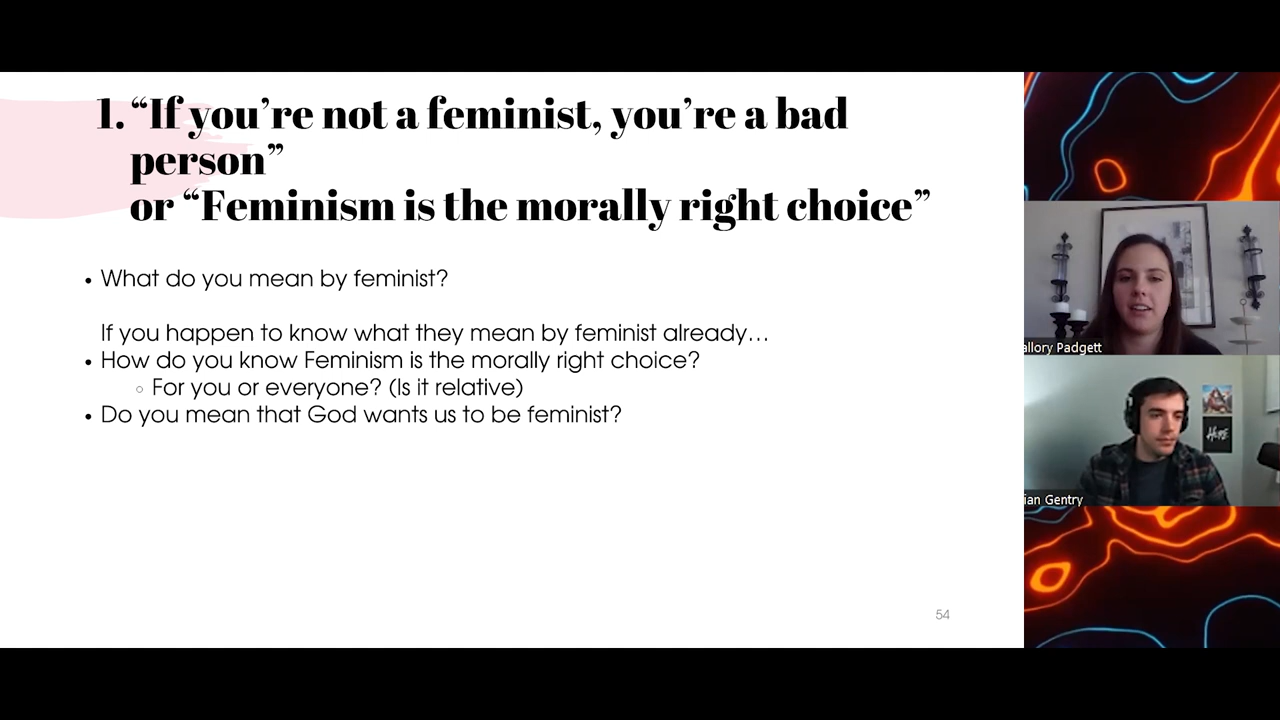 1. “If you’re not a feminist, you’re a bad
person”
or “Feminism is the morally right choice”
• What do you mean by feminist?
If you happen to know what they mean by feminist already…
• How do you know Feminism is the morally right choice?
○ For you or everyone? (Is it relative)
• Do you mean that God wants us to be feminist?
54
allory Padgett
HERE
ian Gentry